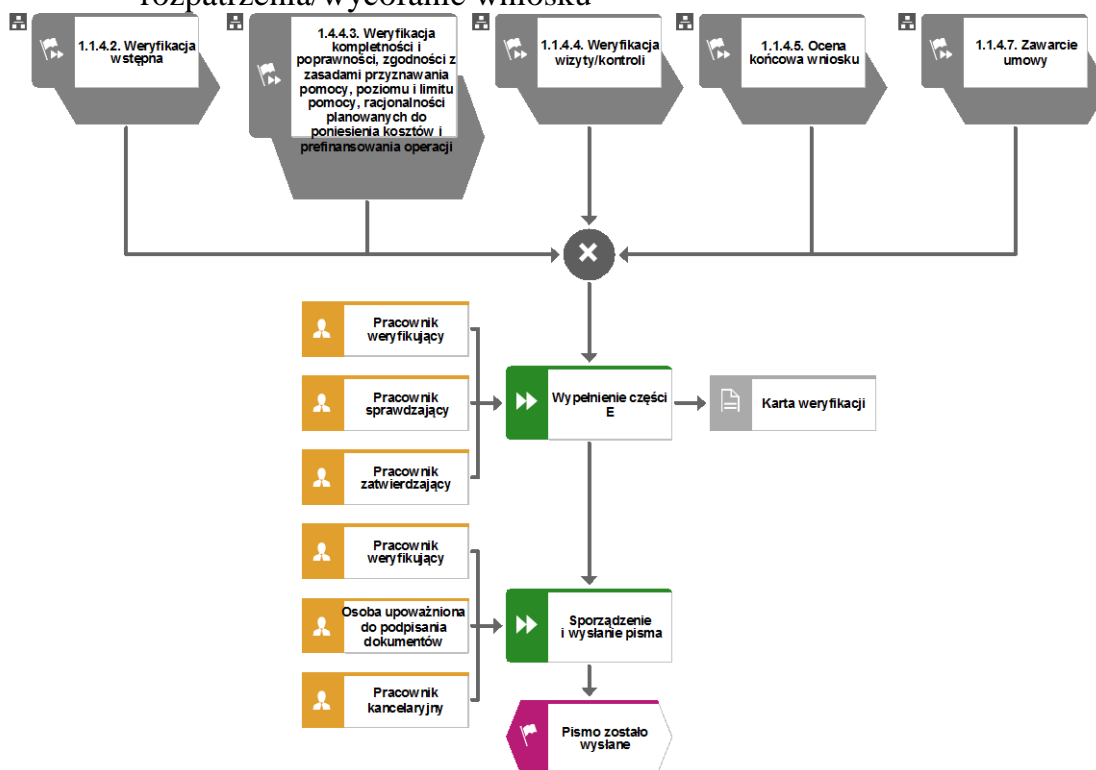 rozpatrzenia/wycofanie wniosku
1.1.4.2. Weryfikacja
wstępna
1.4.4.3. Weryfikacja
kompletności i
poprawności, zgodności z
zasadami przyznawania
pomocy, poziomu i limitu
pomocy, racjonalności
planowanych do
poniesienia kosztów i
prefinansowania operacji
1.1.4.4. Weryfikacja
wizyty/kontroli
1.1.4.5. Ocena
końcowa wniosku
1.1.4.7. Zawarcie
umowy
Pracownik
weryfikujący
Pracownik
sprawdzający
Pracownik
zatwierdzający
Wypełnienie części
E
Karta weryfikacji
Pracownik
weryfikujący
Osoba upoważniona
do podpisania
dokumentów
Pracownik
kancelaryjny
Sporządzenie
i wysłanie pisma
Pismo zostało
wysłane